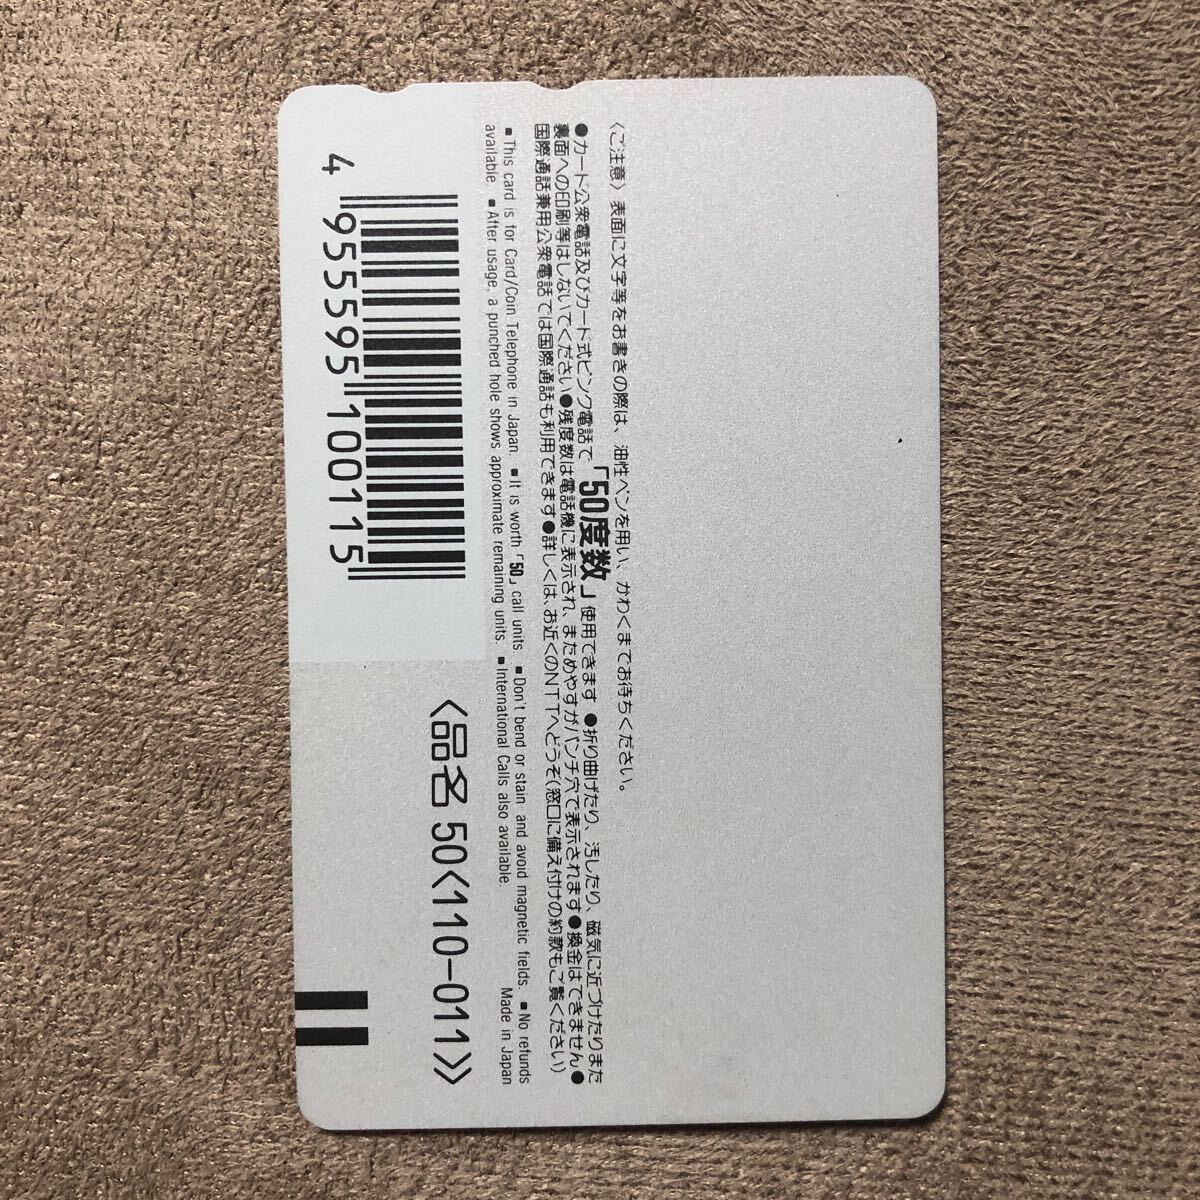 〈ご注意〉表面に文字等をお書きの際は、油性ペンを用い、かわくまでお待ちください。
●カード公衆電話及びカード式ピンク電話で「50度数」使用できます ●折り曲げたり、汚したり、磁気に近づけたりまた
裏面への印刷等はしないでください●残度数は電話機に表示され、まためやすがパンチ穴で表示されます●換金はできません●
国際通話兼用公衆電話では国際通話も利用できます●詳しくは、お近くのNTTへどうぞ(窓口に備え付けの約款もご覧ください)
■This card is for Card/Coin Telephone in Japan. ■It is worth「50」call units. ■Don't bend or stain and avoid magnetic fields. ■No refunds
available. ■After usage, a punched hole shows approximate remaining units. ■International Calls also available. Made in Japan
〈品名 50〈110-011〉〉
4 955595 100115